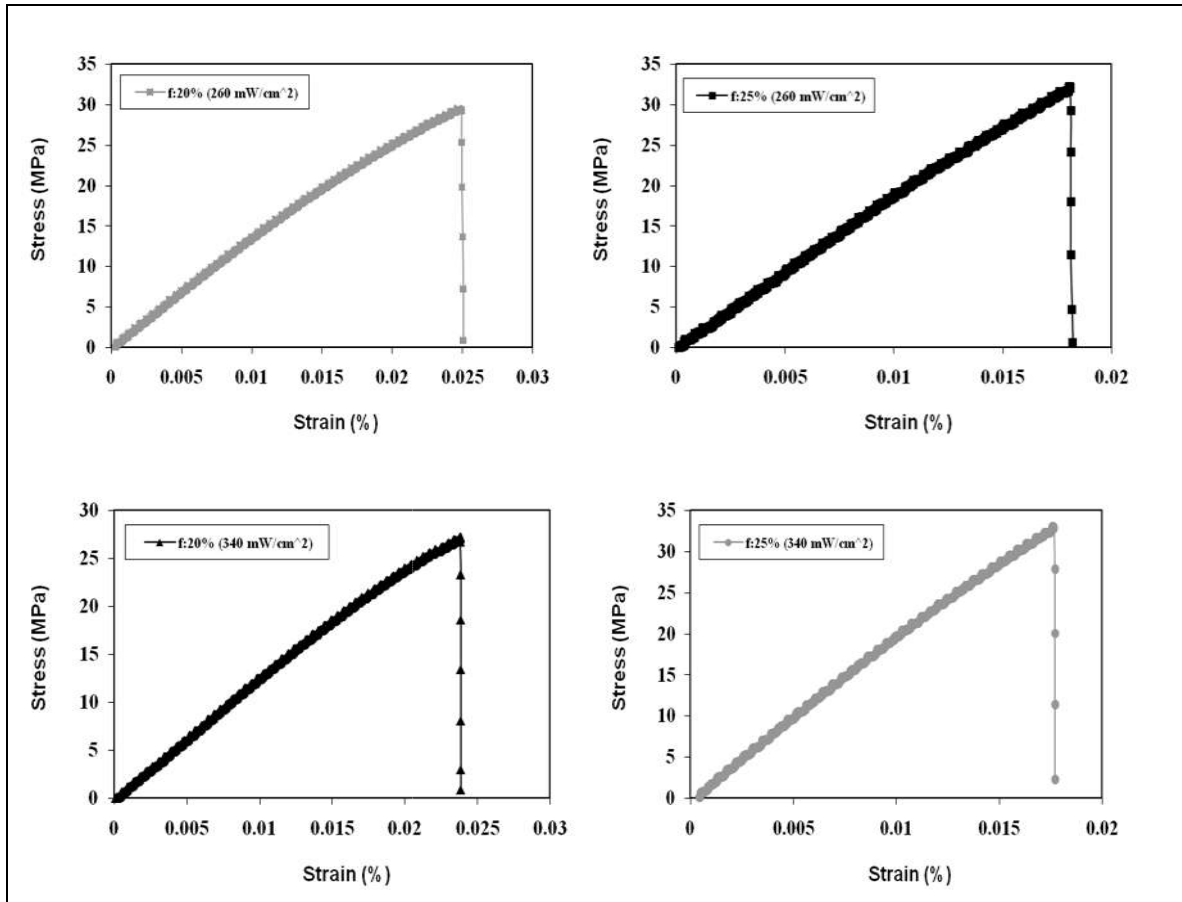 f:20% (260 mW/cm^2)
Stress (MPa)
35
30
25
20
15
10
5
0
0 0.005 0.01 0.015 0.02 0.025 0.03
Strain (%)
f:25% (260 mW/cm^2)
Stress (MPa)
35
30
25
20
15
10
5
0
0 0.005 0.01 0.015 0.02
Strain (%)
f:20% (340 mW/cm^2)
Stress (MPa)
30
25
20
15
10
5
0
0 0.005 0.01 0.015 0.02 0.025 0.03
Strain (%)
f:25% (340 mW/cm^2)
Stress (MPa)
35
30
25
20
15
10
5
0
0 0.005 0.01 0.015 0.02
Strain (%)